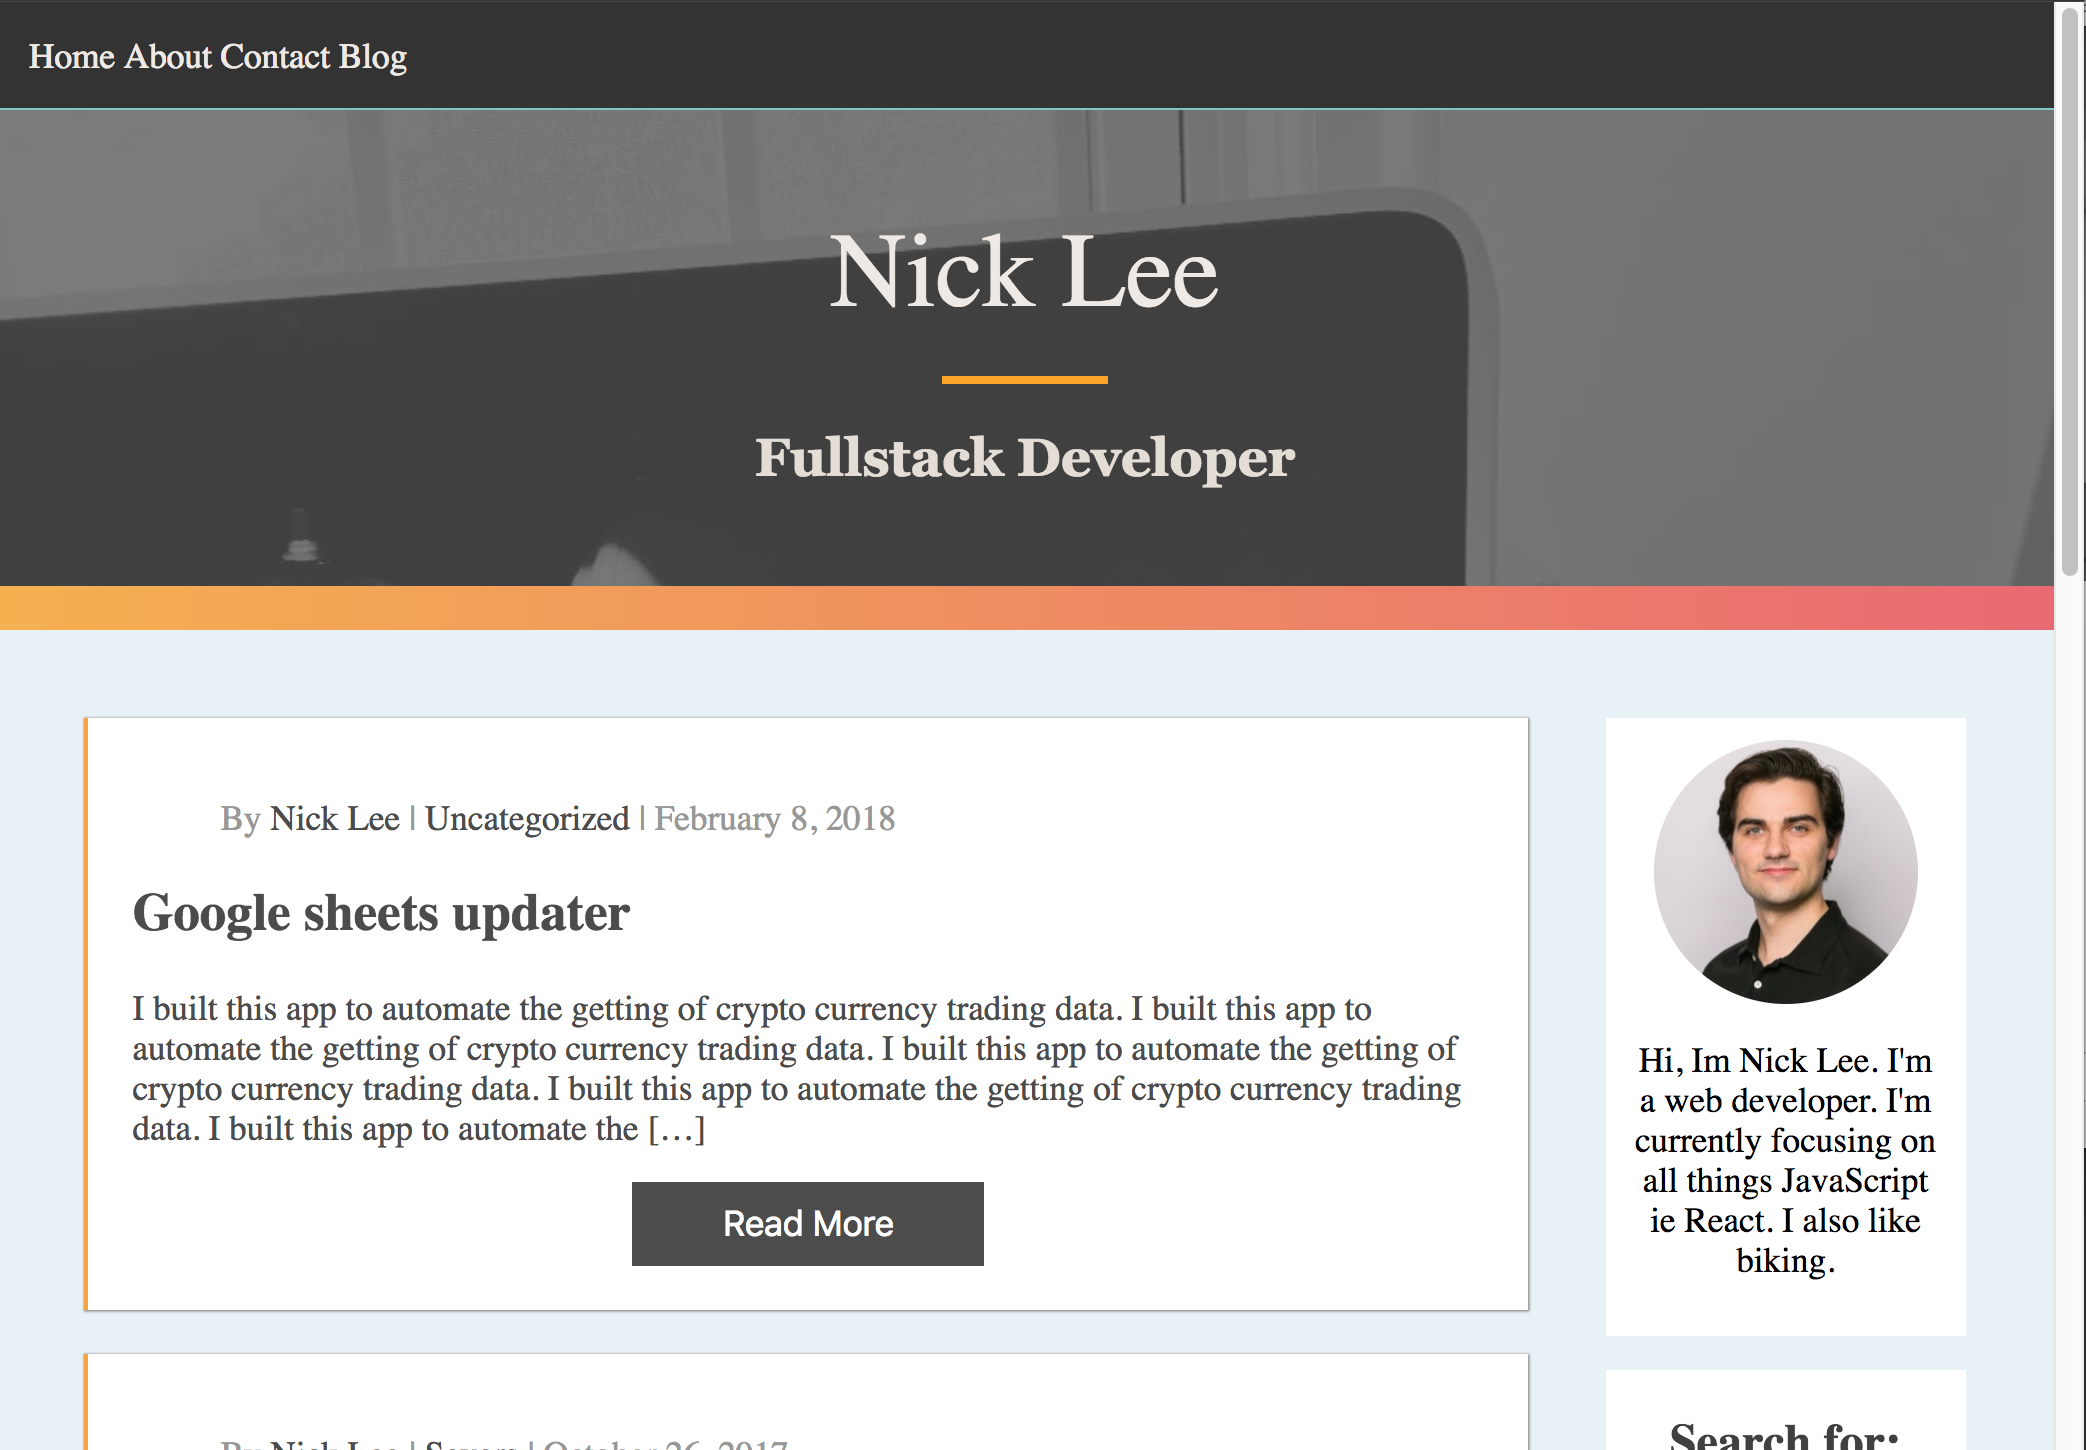 Home About Contact Blog
Nick Lee
Fullstack Developer
By Nick Lee | Uncategorized | February 8, 2018
Google sheets updater
I built this app to automate the getting of crypto currency trading data. I built this app to
automate the getting of crypto currency trading data. I built this app to automate the getting of
crypto currency trading data. I built this app to automate the getting of crypto currency trading
data. I built this app to automate the […]
Read More
Hi, Im Nick Lee. I'm
a web developer. I'm
currently focusing on
all things JavaScript
ie React. I also like
biking.
By Nick Lee | Savers | October 26, 2017
Search for: